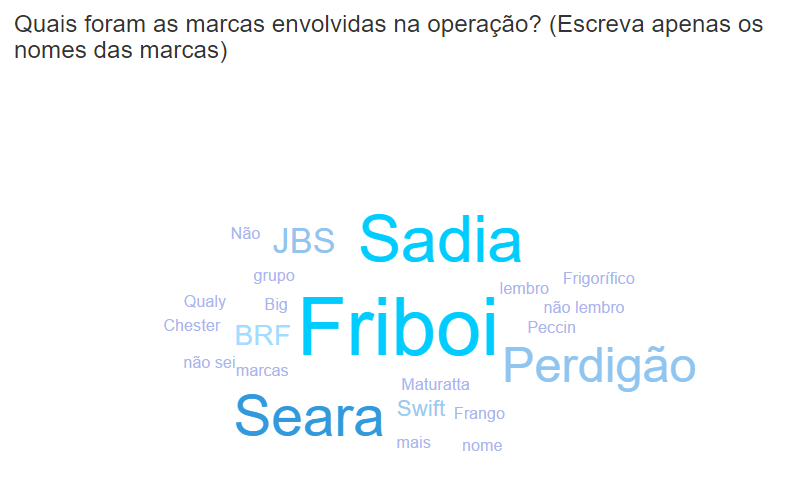 Quais foram as marcas envolvidas na operação? (Escreva apenas os
nomes das marcas)
Não JBS Sadia
grupo lembro Frigorífico
Qualy Big Friboi não lembro
Chester BRF Peccin
não sei marcas Perdigão
Maturatta
Seara Swift Frango
mais nome